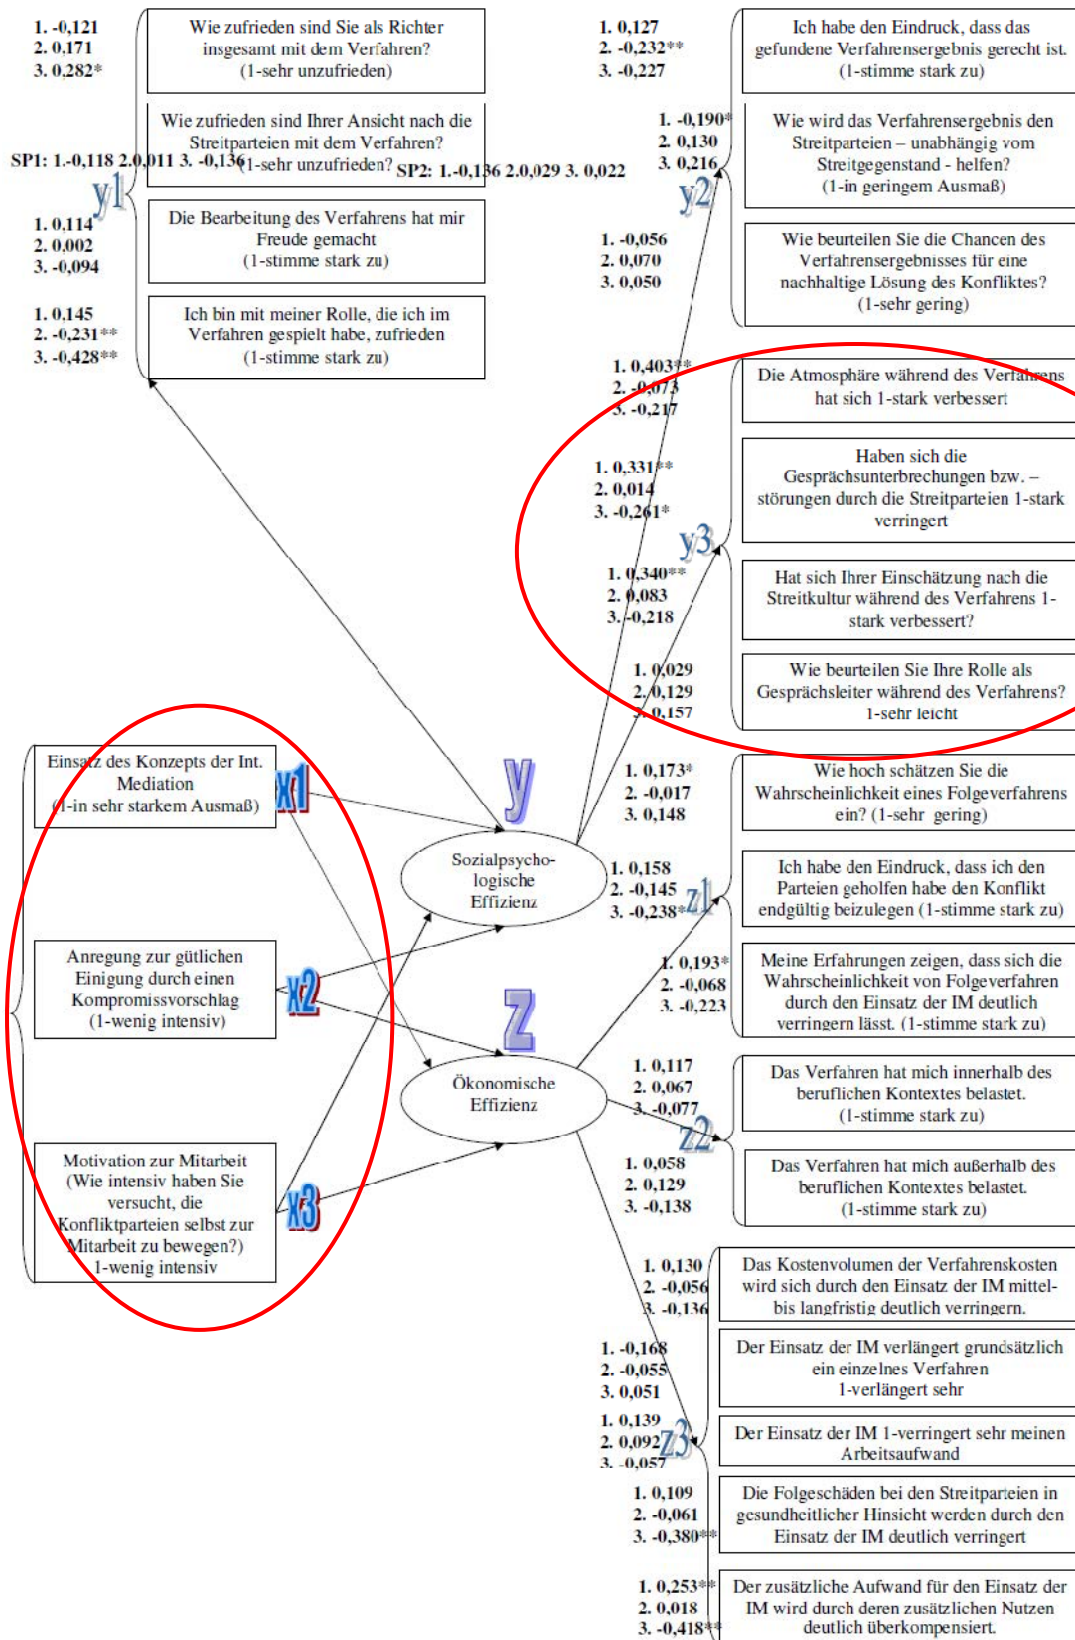 1. -0,121
2. 0,171
3. 0,282*
Wie zufrieden sind Sie als Richter
insgesamt mit dem Verfahren?
(1-sehr unzufrieden)
Wie zufrieden sind Ihrer Ansicht nach die
Streitparteien mit dem Verfahren?
(1-sehr unzufrieden?
SP1: 1.-0,118 2.0,011 3. -0,136
SP2: 1.-0,136 2.0,029 3. 0,022
y1
1. 0,114
2. 0,002
3. -0,094
Die Bearbeitung des Verfahrens hat mir
Freude gemacht
(1-stimme stark zu)
1. 0,145
2. -0,231**
3. -0,428**
Ich bin mit meiner Rolle, die ich im
Verfahren gespielt habe, zufrieden
(1-stimme stark zu)
1. 0,127
2. -0,232**
3. -0,227
Ich habe den Eindruck, dass das
gefundene Verfahrensergebnis gerecht ist.
(1-stimme stark zu)
1. -0,190*
2. 0,130
3. 0,216
Wie wird das Verfahrensergebnis den
Streitparteien – unabhängig vom
Streitgegenstand - helfen?
(1-in geringem Ausmaß)
y2
1. -0,056
2. 0,070
3. 0,050
Wie beurteilen Sie die Chancen des
Verfahrensergebnisses für eine
nachhaltige Lösung des Konfliktes?
(1-sehr gering)
1. 0,403**
2. -0,073
3. -0,217
Die Atmosphäre während des Verfahrens
hat sich 1-stark verbessert
1. 0,331**
2. 0,014
3. -0,261*
Haben sich die
Gesprächsunterbrechungen bzw. –
störungen durch die Streitparteien 1-stark
verringert
y3
1. 0,340**
2. 0,083
3. -0,218
Hat sich Ihrer Einschätzung nach die
Streitkultur während des Verfahrens 1-
stark verbessert?
1. 0,029
2. 0,129
3. 0,157
Wie beurteilen Sie Ihre Rolle als
Gesprächsleiter während des Verfahrens?
1-sehr leicht
Einsatz des Konzepts der Int.
Mediation
(1-in sehr starkem Ausmaß)
x1
Anregung zur gütlichen
Einigung durch einen
Kompromissvorschlag
(1-wenig intensiv)
x2
Motivation zur Mitarbeit
(Wie intensiv haben Sie
versucht, die
Konfliktparteien selbst zur
Mitarbeit zu bewegen?)
1-wenig intensiv
x3
y
Sozialpsycho-
logische
Effizienz
z
Ökonomische
Effizienz
1. 0,173*
2. -0,017
3. 0,148
Wie hoch schätzen Sie die
Wahrscheinlichkeit eines Folgeverfahrens
ein? (1-sehr gering)
1. 0,158
2. -0,145
3. -0,238*
z1
Ich habe den Eindruck, dass ich den
Parteien geholfen habe den Konflikt
endgültig beizulegen (1-stimme stark zu)
1. 0,193*
2. -0,068
3. -0,223
Meine Erfahrungen zeigen, dass sich die
Wahrscheinlichkeit von Folgeverfahren
durch den Einsatz der IM deutlich
verringern lässt. (1-stimme stark zu)
1. 0,117
2. 0,067
3. -0,077
Das Verfahren hat mich innerhalb des
beruflichen Kontextes belastet.
(1-stimme stark zu)
z2
1. 0,058
2. 0,129
3. -0,138
Das Verfahren hat mich außerhalb des
beruflichen Kontextes belastet.
(1-stimme stark zu)
1. 0,130
2. -0,056
3. -0,136
Das Kostenvolumen der Verfahrenskosten
wird sich durch den Einsatz der IM mittel-
bis langfristig deutlich verringern.
1. -0,168
2. -0,055
3. 0,051
Der Einsatz der IM verlängert grundsätzlich
ein einzelnes Verfahren
1-verlängert sehr
1. 0,139
2. 0,092
3. -0,057
z3
Der Einsatz der IM 1-verringert sehr meinen
Arbeitsaufwand
1. 0,109
2. -0,061
3. -0,380**
Die Folgeschäden bei den Streitparteien in
gesundheitlicher Hinsicht werden durch den
Einsatz der IM deutlich verringert
1. 0,253**
2. 0,018
3. -0,418**
Der zusätzliche Aufwand für den Einsatz der
IM wird durch deren zusätzlichen Nutzen
deutlich überkompensiert.